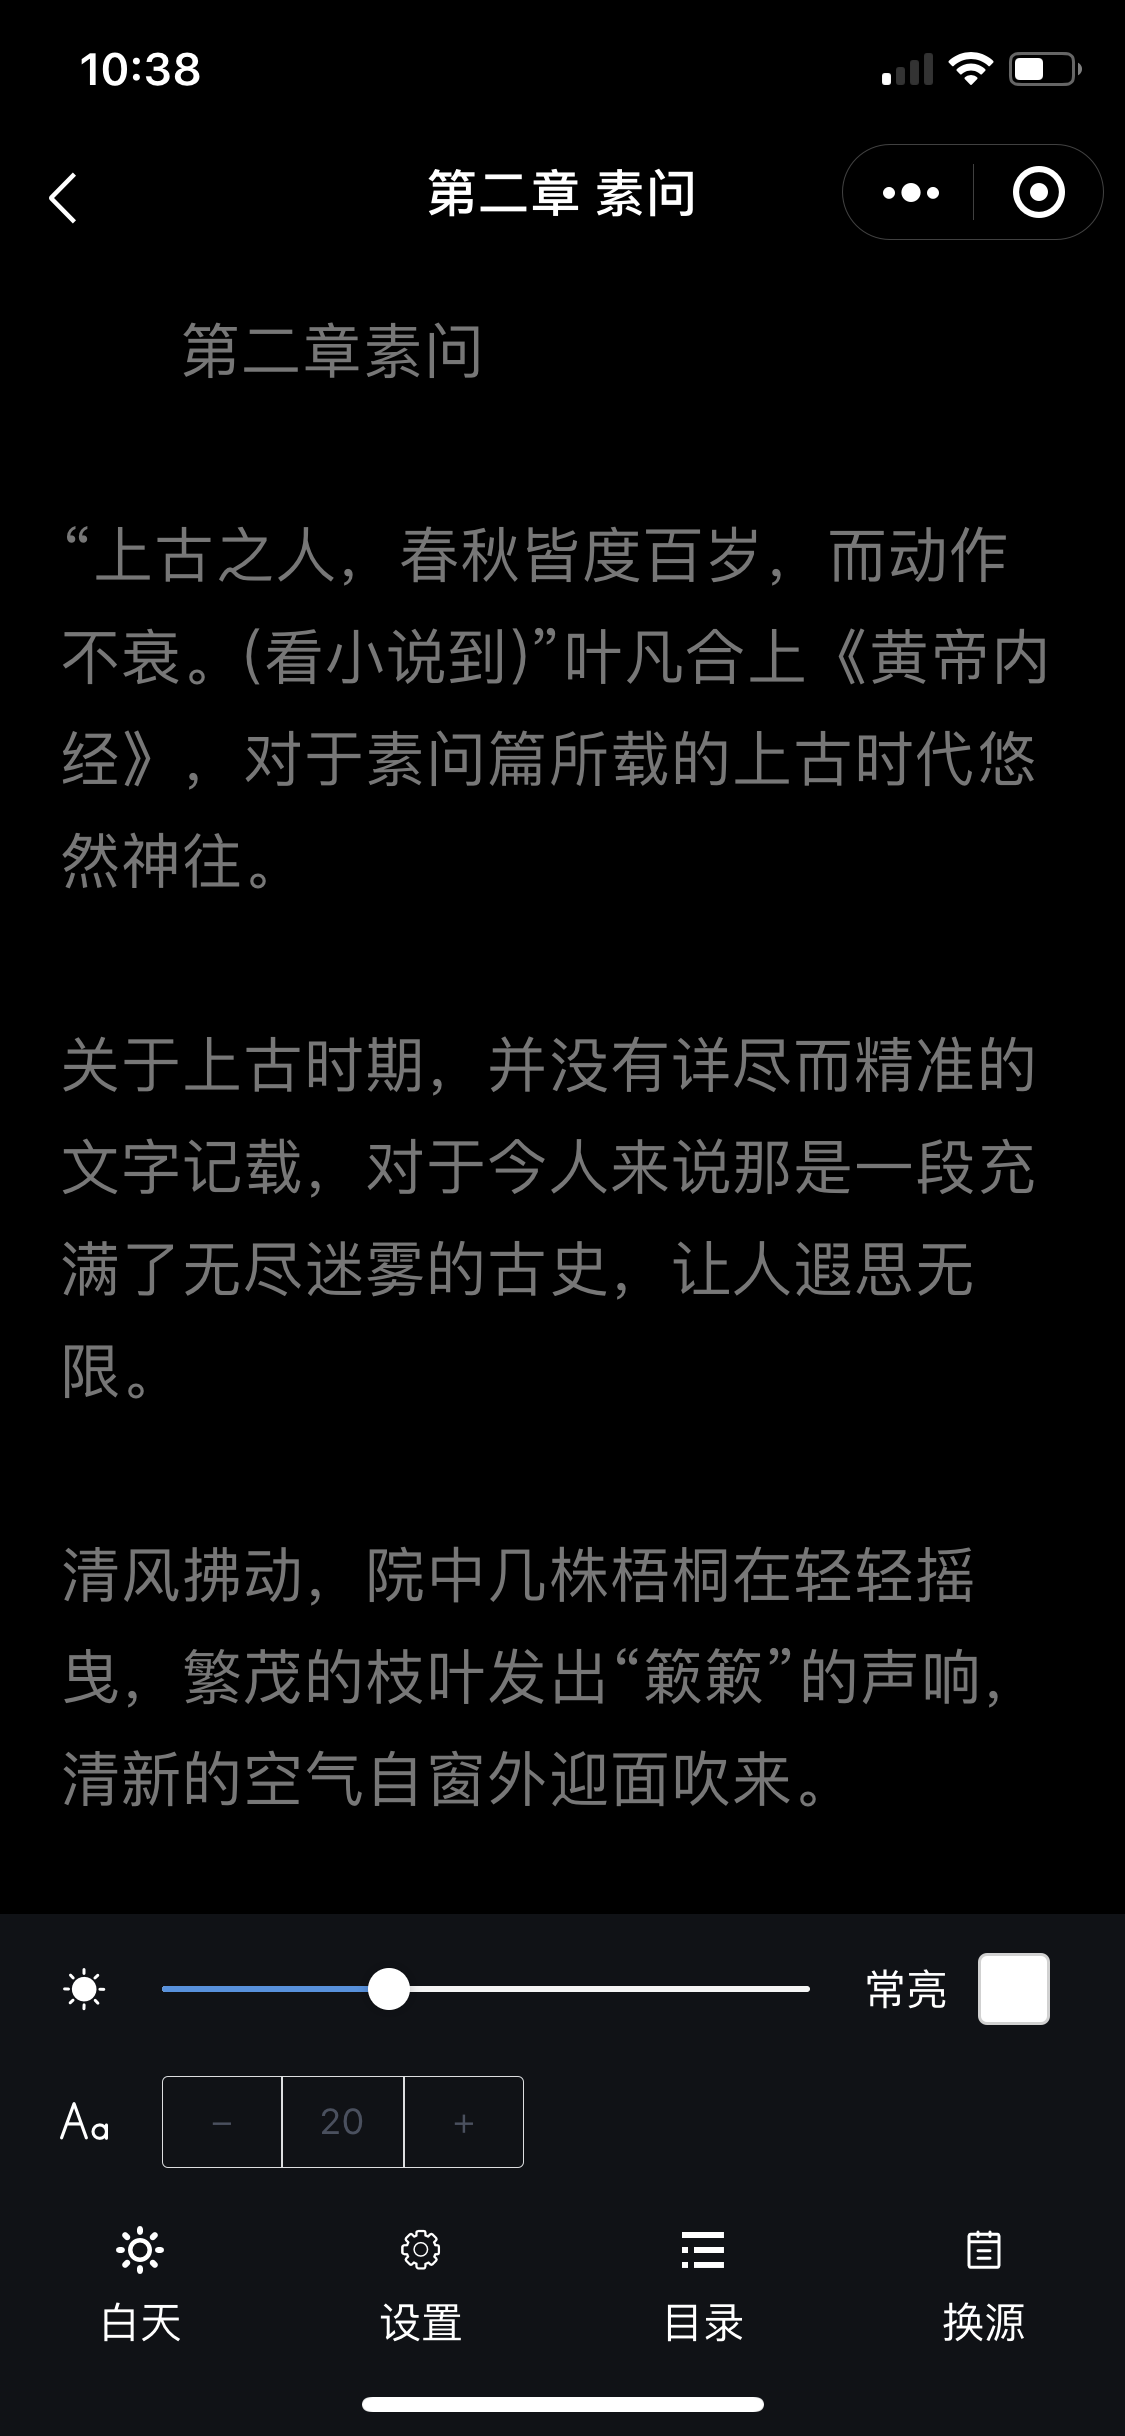 10:38
第二章 素问
第二章素问
“上古之人，春秋皆度百岁，而动作
不衰。(看小说到)”叶凡合上《黄帝内
经》，对于素问篇所载的上古时代悠
然神往。
关于上古时期，并没有详尽而精准的
文字记载，对于今人来说那是一段充
满了无尽迷雾的古史，让人遐思无
限。
清风拂动，院中几株梧桐在轻轻摇
曳，繁茂的枝叶发出“簌簌”的声响，
清新的空气自窗外迎面吹来。
常亮
Aa － 20 +
白天 设置 目录 换源